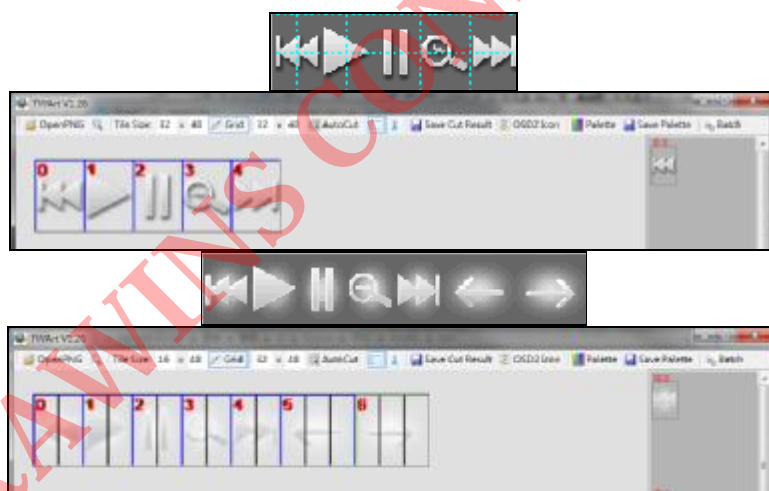 TWArt V1.26
OpenPNG Tile Size: 32 x 48 Grid 32 x 48 AutoCut 1 Save Cut Result OSD2 Icon Palette Save Palette Batch
0 1 2 3 4
TWArt V1.26
OpenPNG Tile Size: 16 x 48 Grid 32 x 48 AutoCut 1 Save Cut Result OSD2 Icon Palette Save Palette Batch
0 1 2 3 4 5 6